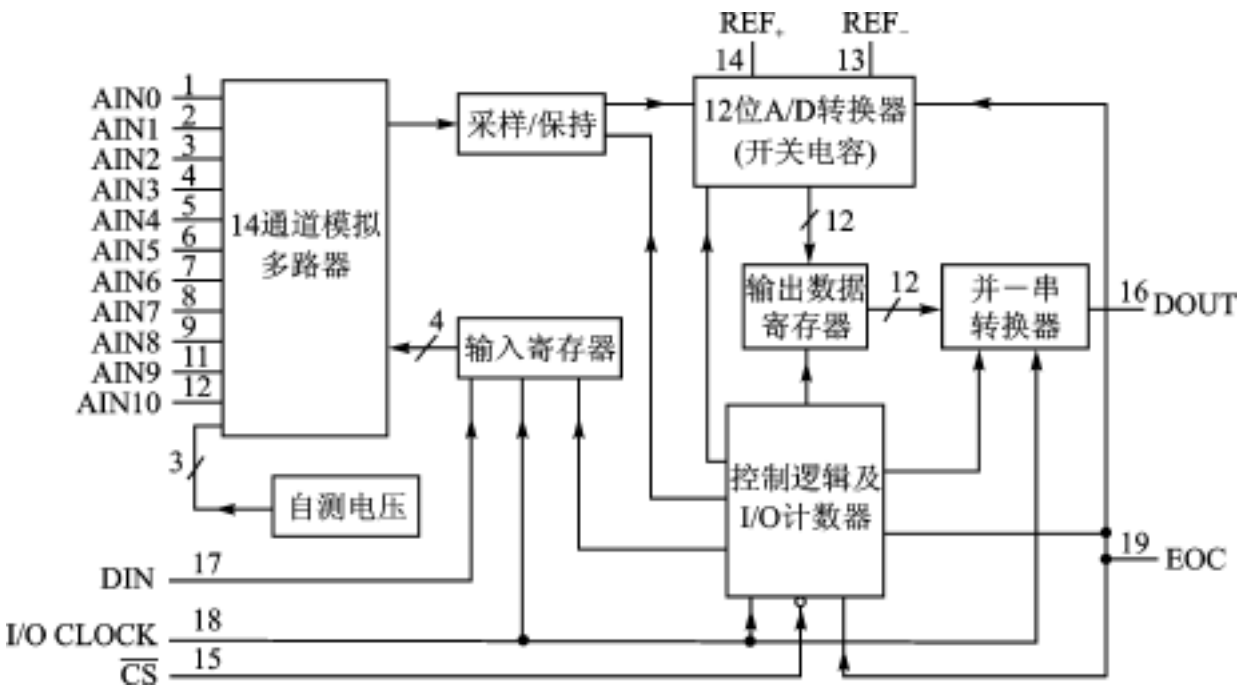 REF₊
REF₋
14
13
AIN0
1
AIN1
2
AIN2
3
AIN3
4
AIN4
5
AIN5
6
AIN6
7
AIN7
8
AIN8
9
AIN9
11
AIN10
12
14通道模拟
多路器
采样/保持
12位A/D转换器
(开关电容)
12
输出数据
寄存器
12
并一串
转换器
16
DOUT
4
输入寄存器
3
自测电压
控制逻辑及
I/O计数器
19
EOC
DIN
17
I/O CLOCK
18
C̅S̅
15